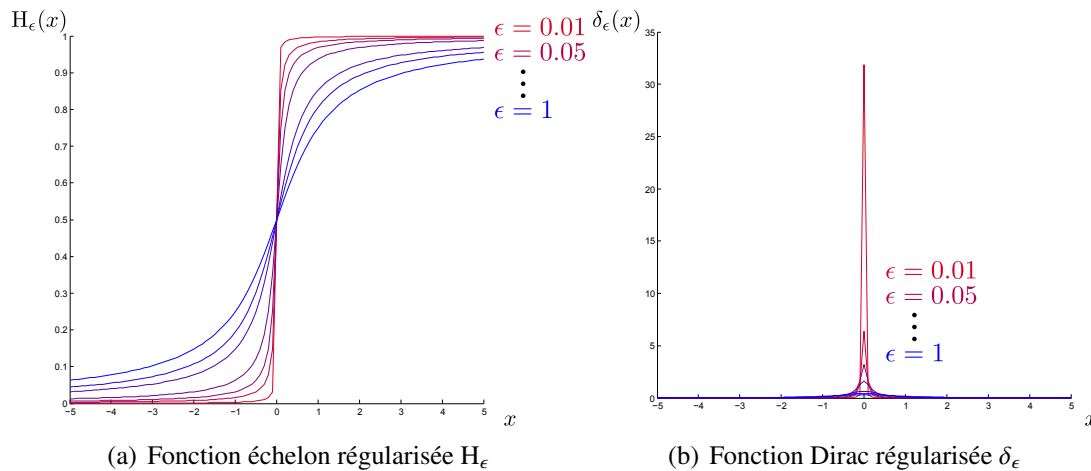 H_ϵ(x)
1
0.9
0.8
0.7
0.6
0.5
0.4
0.3
0.2
0.1
0
−5 −4 −3 −2 −1 0 1 2 3 4 5
x
ϵ = 0.01
ϵ = 0.05
ϵ = 1
(a) Fonction échelon régularisée H_ϵ
δ_ϵ(x)
35
30
25
20
15
10
5
0
−5 −4 −3 −2 −1 0 1 2 3 4 5
x
ϵ = 0.01
ϵ = 0.05
ϵ = 1
(b) Fonction Dirac régularisée δ_ϵ